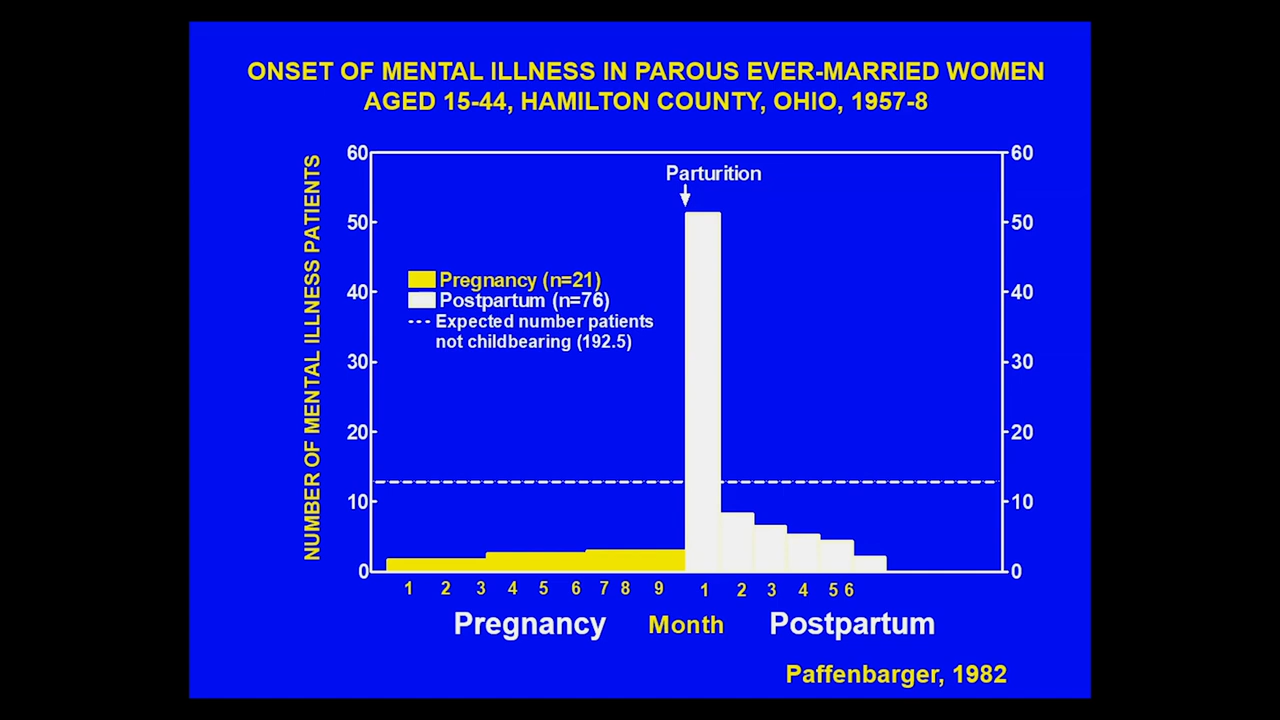 ONSET OF MENTAL ILLNESS IN PAROUS EVER-MARRIED WOMEN
AGED 15-44, HAMILTON COUNTY, OHIO, 1957-8
NUMBER OF MENTAL ILLNESS PATIENTS
60
50
40
30
20
10
0
Parturition
Pregnancy (n=21)
Postpartum (n=76)
--- Expected number patients
not childbearing (192.5)
60
50
40
30
20
10
0
1 2 3 4 5 6 7 8 9 1 2 3 4 5 6
Pregnancy Month Postpartum
Paffenbarger, 1982